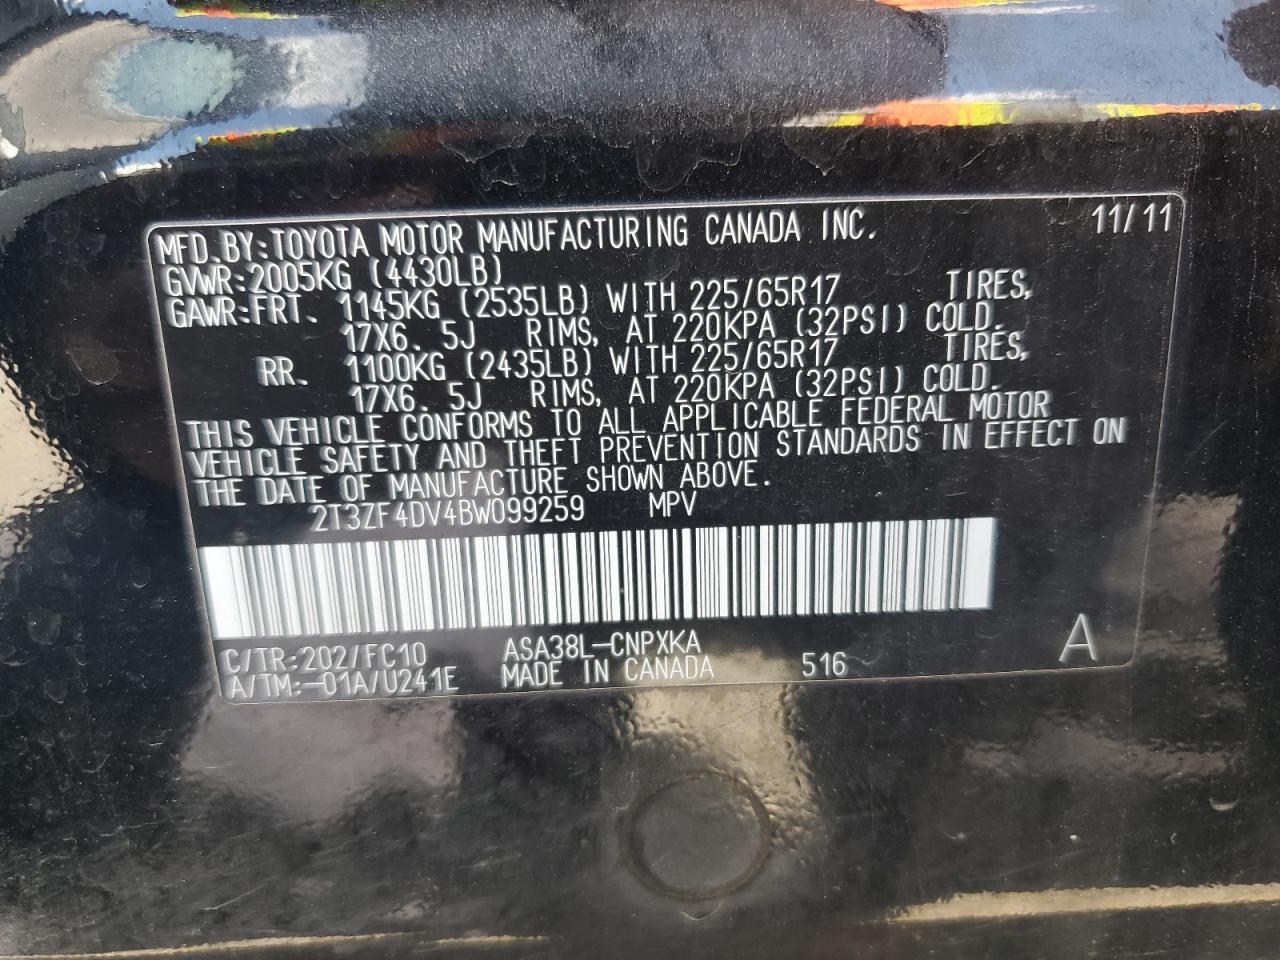 MFD.BY:TOYOTA MOTOR MANUFACTURING CANADA INC. 11/11
GVWR:2005KG (4430LB)
GAWR:FRT. 1145KG (2535LB) WITH 225/65R17 TIRES,
17X6.5J RIMS, AT 220KPA (32PSI) COLD.
RR. 1100KG (2435LB) WITH 225/65R17 TIRES,
17X6.5J RIMS, AT 220KPA (32PSI) COLD.
THIS VEHICLE CONFORMS TO ALL APPLICABLE FEDERAL MOTOR
VEHICLE SAFETY AND THEFT PREVENTION STANDARDS IN EFFECT ON
THE DATE OF MANUFACTURE SHOWN ABOVE.
2T3ZF4DV4BW099259 MPV
C/TR:202/FC10 ASA38L-CNPXKA
A/TM:-01A/U241E MADE IN CANADA 516 A